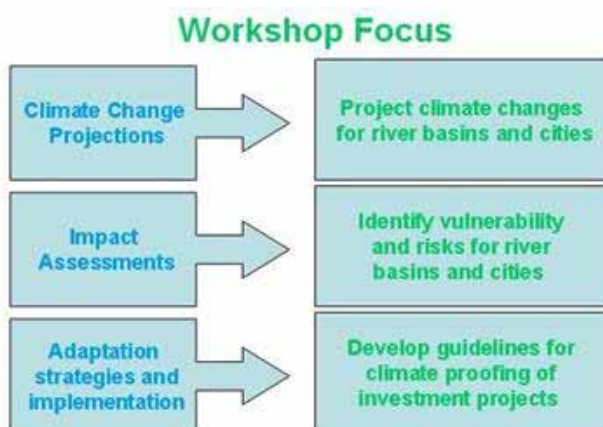 Workshop Focus
Climate Change
Projections
Project climate changes
for river basins and cities
Impact
Assessments
Identify vulnerability
and risks for river
basins and cities
Adaptation
strategies and
implementation
Develop guidelines for
climate proofing of
investment projects